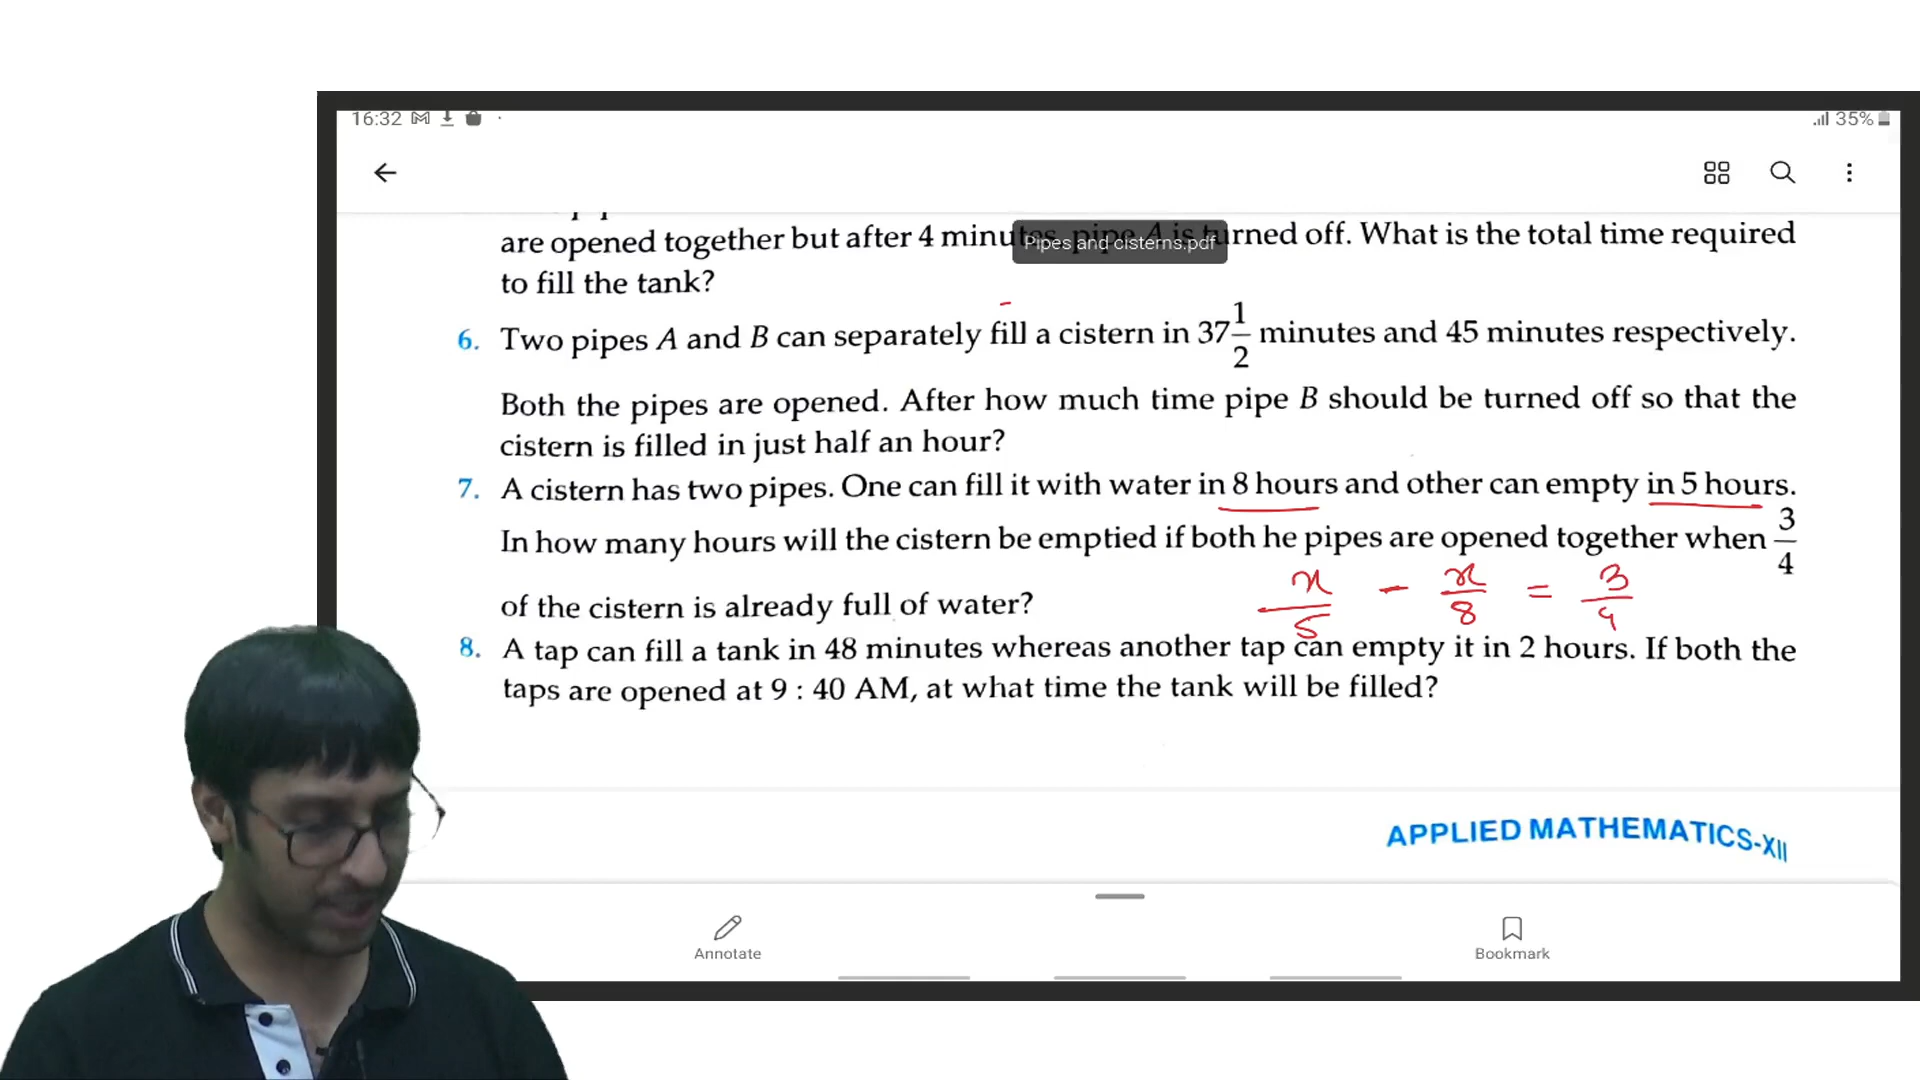 16:32
35%
are opened together but after 4 minutes, pipe A is turned off. What is the total time required
Pipes and cisterns.pdf
to fill the tank?
6. Two pipes A and B can separately fill a cistern in 37 1/2 minutes and 45 minutes respectively.
Both the pipes are opened. After how much time pipe B should be turned off so that the
cistern is filled in just half an hour?
7. A cistern has two pipes. One can fill it with water in 8 hours and other can empty in 5 hours.
In how many hours will the cistern be emptied if both he pipes are opened together when 3/4
of the cistern is already full of water?
x/5 - x/8 = 3/4
8. A tap can fill a tank in 48 minutes whereas another tap can empty it in 2 hours. If both the
taps are opened at 9 : 40 AM, at what time the tank will be filled?
APPLIED MATHEMATICS-XII
Annotate
Bookmark